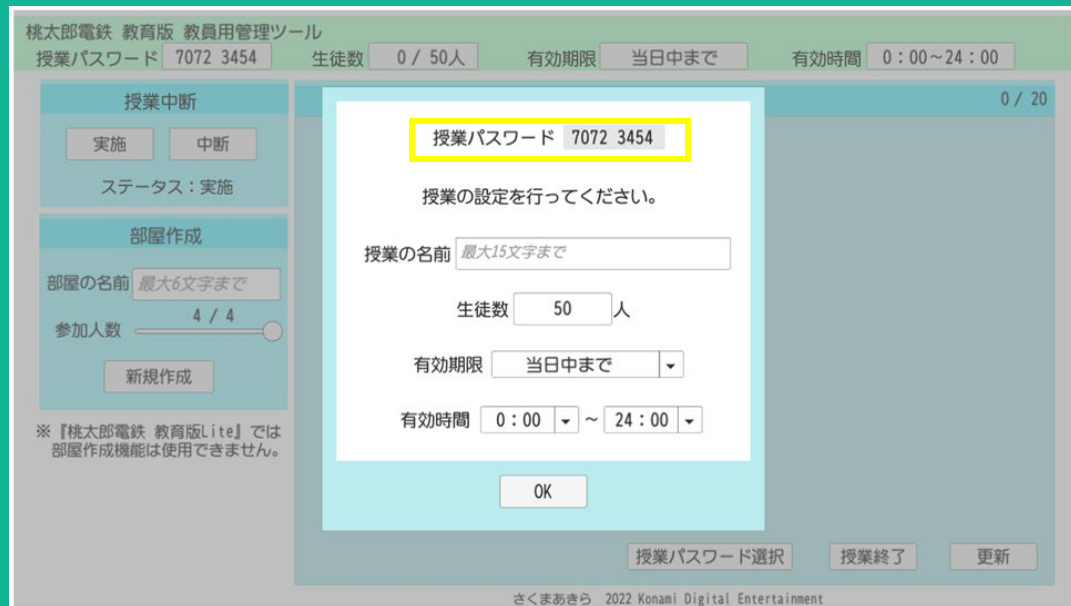 桃太郎電鉄 教育版 教員用管理ツール
授業パスワード 7072 3454 生徒数 0 / 50人 有効期限 当日中まで 有効時間 0:00~24:00
授業中断
実施 中断
ステータス:実施
部屋作成
部屋の名前 最大6文字まで
参加人数 4 / 4
新規作成
※『桃太郎電鉄 教育版Lite』では
部屋作成機能は使用できません。
0 / 20
授業パスワード 7072 3454
授業の設定を行ってください。
授業の名前 最大15文字まで
生徒数 50 人
有効期限 当日中まで
有効時間 0:00 ~ 24:00
OK
授業パスワード選択 授業終了 更新
さくまあきら 2022 Konami Digital Entertainment